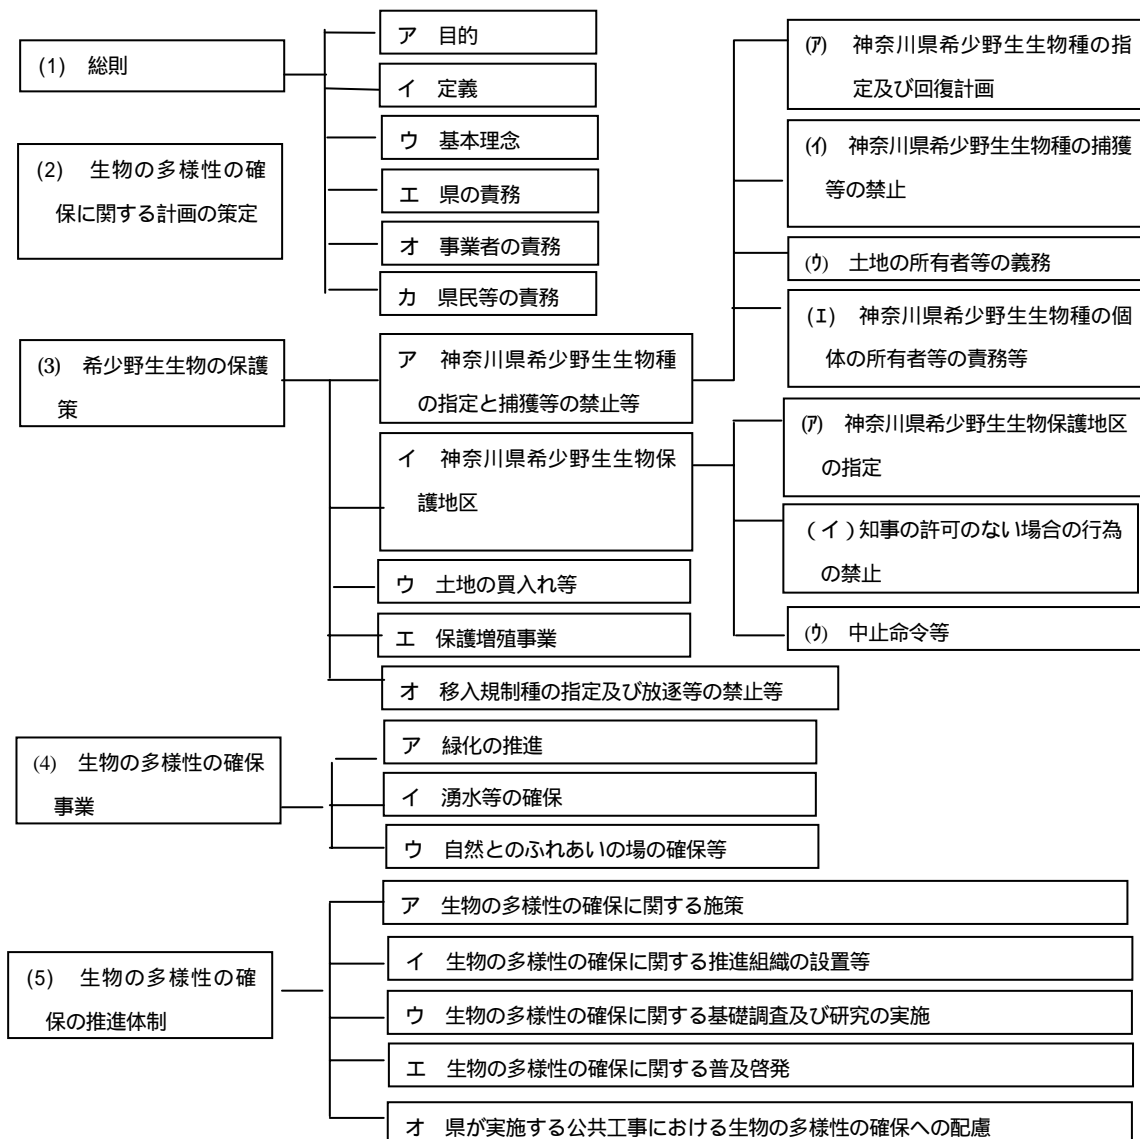 (1) 総則
ア 目的
イ 定義
ウ 基本理念
エ 県の責務
オ 事業者の責務
カ 県民等の責務
(2) 生物の多様性の確
保に関する計画の策定
(3) 希少野生生物の保護
策
ア 神奈川県希少野生生物種
の指定と捕獲等の禁止等
(ｱ) 神奈川県希少野生生物種の指
定及び回復計画
(ｲ) 神奈川県希少野生生物種の捕獲
等の禁止
(ｳ) 土地の所有者等の義務
(ｴ) 神奈川県希少野生生物種の個
体の所有者等の責務等
イ 神奈川県希少野生生物保
護地区
(ｱ) 神奈川県希少野生生物保護地区
の指定
(イ)知事の許可のない場合の行為
の禁止
(ｳ) 中止命令等
ウ 土地の買入れ等
エ 保護増殖事業
オ 移入規制種の指定及び放逐等の禁止等
(4) 生物の多様性の確保
事業
ア 緑化の推進
イ 湧水等の確保
ウ 自然とのふれあいの場の確保等
(5) 生物の多様性の確
保の推進体制
ア 生物の多様性の確保に関する施策
イ 生物の多様性の確保に関する推進組織の設置等
ウ 生物の多様性の確保に関する基礎調査及び研究の実施
エ 生物の多様性の確保に関する普及啓発
オ 県が実施する公共工事における生物の多様性の確保への配慮